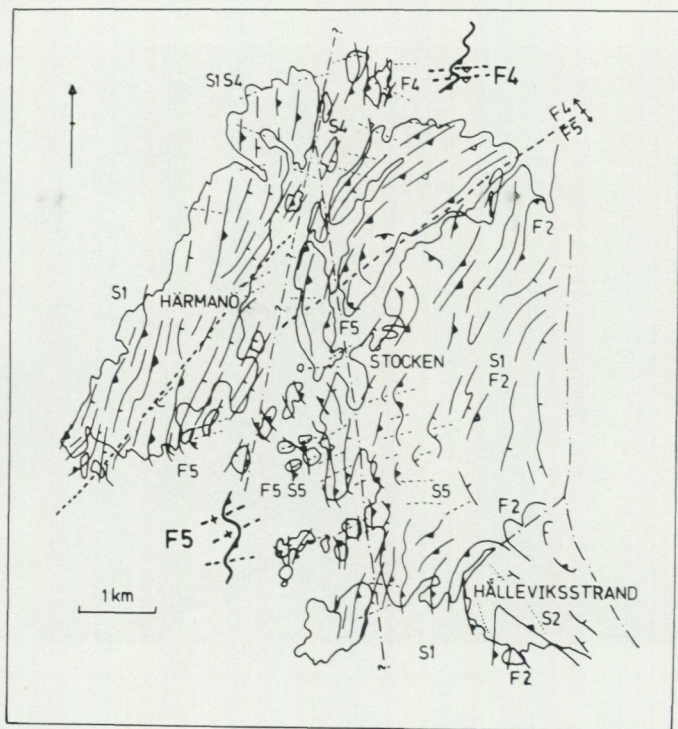 S1 S4
F4
F4
S4
F4
F5
F2
S1
HÄRMANÖ
F5
STOCKEN
S1
F2
F5
F5 S5
S5
F2
F5
1 km
HÄLLEVIKSSTRAND
S2
S1
F2